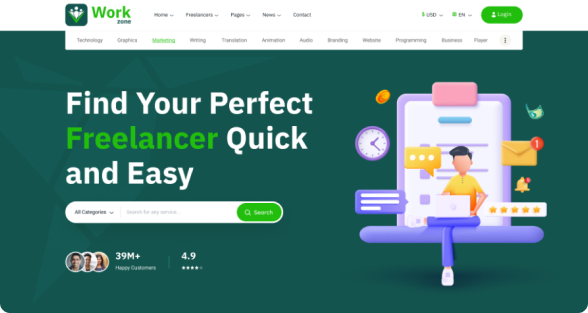 Work
zone
Home
Freelancers
Pages
News
Contact
$ USD
EN
Login
Technology
Graphics
Marketing
Writing
Translation
Animation
Audio
Branding
Website
Programming
Business
Player
Find Your Perfect
Freelancer Quick
and Easy
All Categories
Search for any service...
Search
39M+
Happy Customers
4.9
1